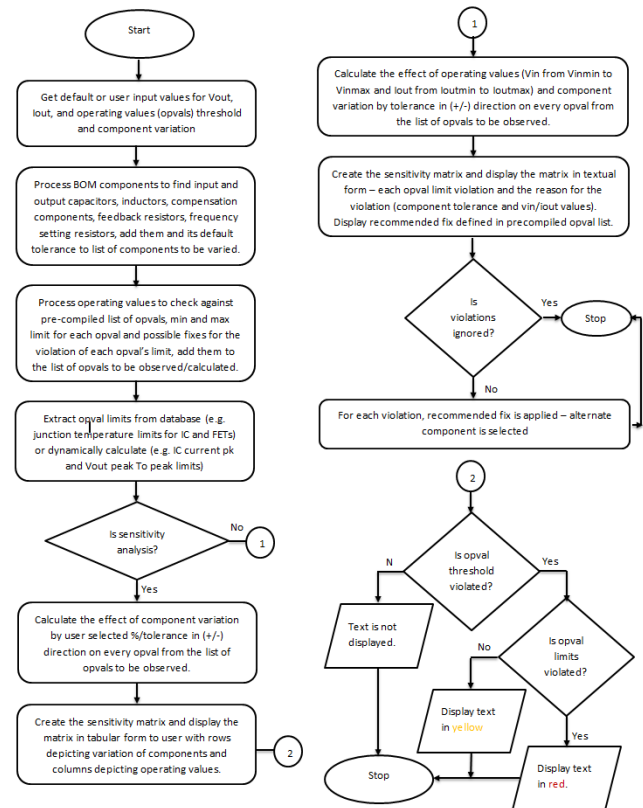 Start
Get default or user input values for Vout,
Iout, and operating values (opvals) threshold
and component variation
Process BOM components to find input and
output capacitors, inductors, compensation
components, feedback resistors, frequency
setting resistors, add them and its default
tolerance to list of components to be varied.
Process operating values to check against
pre-compiled list of opvals, min and max
limit for each opval and possible fixes for the
violation of each opval's limit, add them to
the list of opvals to be observed/calculated.
Extract opval limits from database (e.g.
junction temperature limits for IC and FETs)
or dynamically calculate (e.g. IC current pk
and Vout peak To peak limits)
Is sensitivity
analysis?
No
1
Yes
Calculate the effect of component variation
by user selected %/tolerance in (+/-)
direction on every opval from the list of
opvals to be observed.
Create the sensitivity matrix and display the
matrix in tabular form to user with rows
depicting variation of components and
columns depicting operating values.
2
1
Calculate the effect of operating values (Vin from Vinmin to
Vinmax and Iout from Ioutmin to Ioutmax) and component
variation by tolerance in (+/-) direction on every opval from
the list of opvals to be observed.
Create the sensitivity matrix and display the matrix in textual
form – each opval limit violation and the reason for the
violation (component tolerance and vin/iout values).
Display recommended fix defined in precompiled opval list.
Is
violations
ignored?
Yes
Stop
No
For each violation, recommended fix is applied – alternate
component is selected
2
Is opval
threshold
violated?
N
Yes
Text is not
displayed.
Is opval
limits
violated?
No
Display text
in yellow
Yes
Stop
Display text
in red.